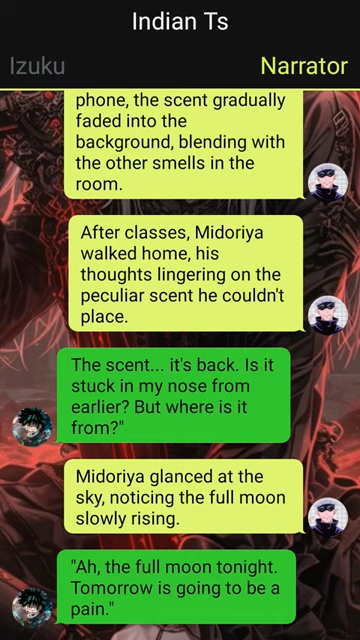 Indian Ts
Izuku
Narrator
phone, the scent gradually
faded into the
background, blending with
the other smells in the
room.
After classes, Midoriya
walked home, his
thoughts lingering on the
peculiar scent he couldn't
place.
The scent... it's back. Is it
stuck in my nose from
earlier? But where is it
from?"
Midoriya glanced at the
sky, noticing the full moon
slowly rising.
"Ah, the full moon tonight.
Tomorrow is going to be a
pain."